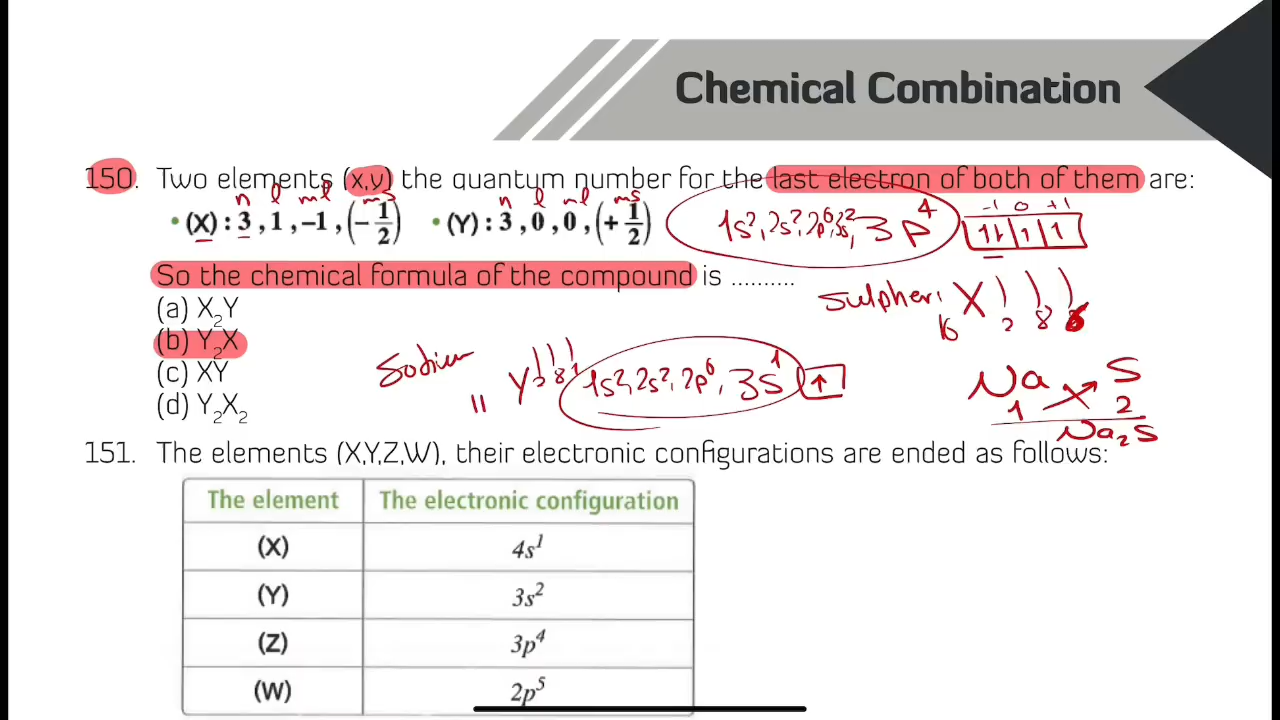 Chemical Combination
150. Two elements (x,y) the quantum number for the last electron of both of them are:
n l ml ms n l ml ms
• (X) : 3 , 1 , –1 , (– 1/2) • (Y) : 3 , 0 , 0 , (+ 1/2)
1s², 2s², 2p⁶, 3s², 3p⁴
-1 0 +1
So the chemical formula of the compound is ..........
Sulpher: X
16 2 8 6
(a) X₂Y
(b) Y₂X
(c) XY
(d) Y₂X₂
Sodium
11 Y 2 8 1 1s², 2s², 2p⁶, 3s¹
Na S
1 2
Na₂S
151. The elements (X,Y,Z,W), their electronic configurations are ended as follows:
The element The electronic configuration
(X) 4s¹
(Y) 3s²
(Z) 3p⁴
(W) 2p⁵